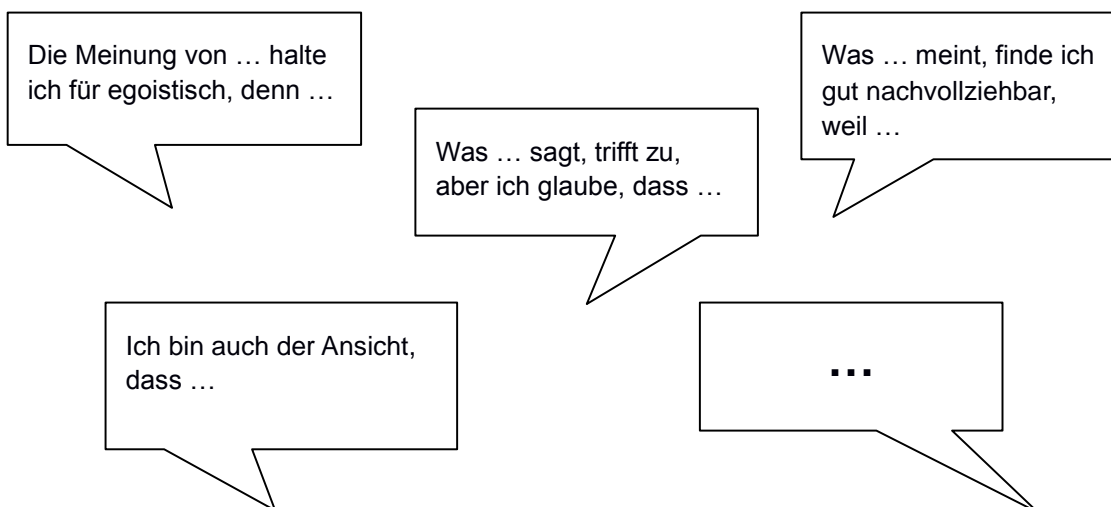 Die Meinung von … halte
ich für egoistisch, denn …
Was … meint, finde ich
gut nachvollziehbar,
weil …
Was … sagt, trifft zu,
aber ich glaube, dass …
Ich bin auch der Ansicht,
dass …
…